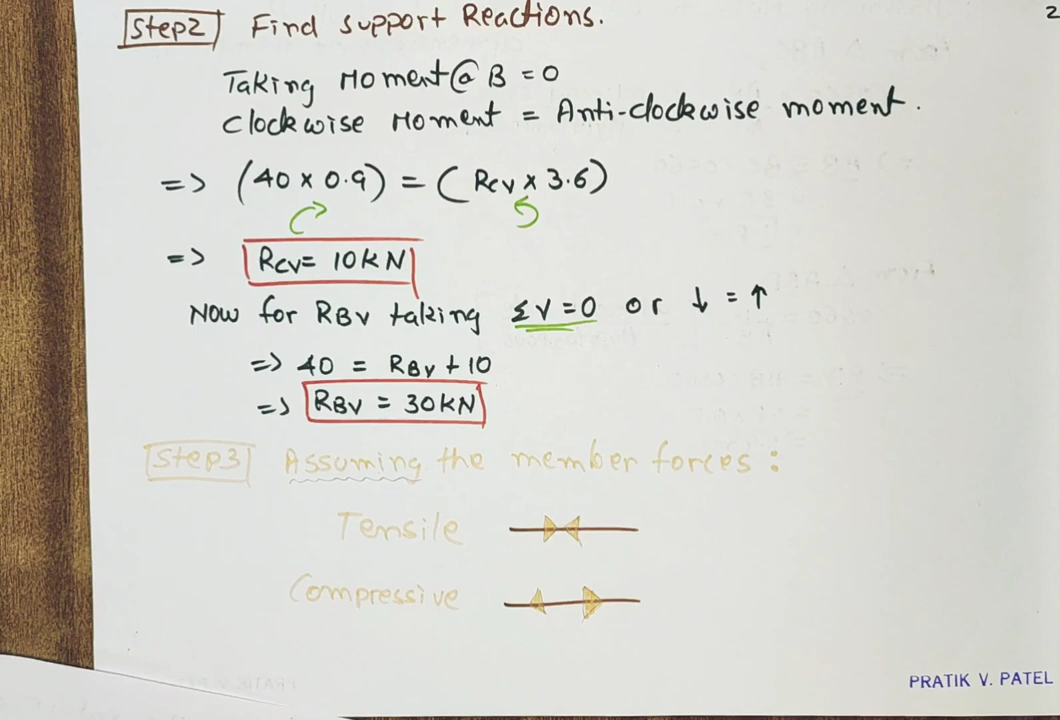 2
Step2 Find support Reactions.
Taking Moment @ B = 0
Clockwise Moment = Anti-clockwise moment.
=> (40 x 0.9) = (RCV x 3.6)
=> RCV = 10KN
Now for RBV taking ΣV=0 or ↓ = ↑
=> 40 = RBV + 10
=> RBV = 30KN
Step3 Assuming the member forces:
Tensile
Compressive
PRATIK V. PATEL